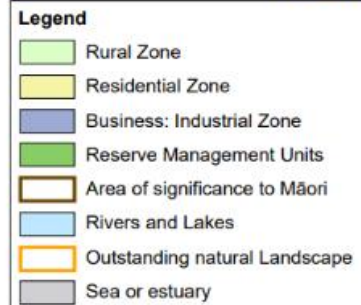 Legend
Rural Zone
Residential Zone
Business: Industrial Zone
Reserve Management Units
Area of significance to Māori
Rivers and Lakes
Outstanding natural Landscape
Sea or estuary